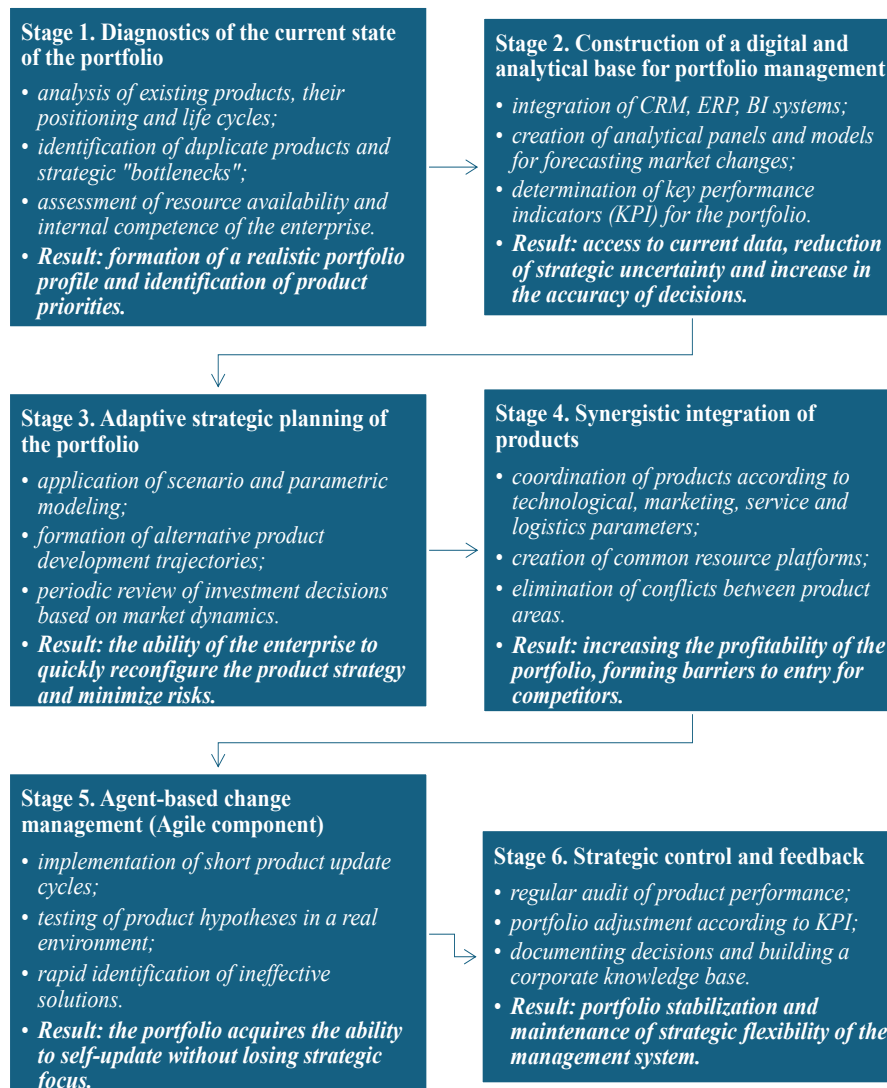 Stage 1. Diagnostics of the current state
of the portfolio
• analysis of existing products, their
positioning and life cycles;
• identification of duplicate products and
strategic "bottlenecks";
• assessment of resource availability and
internal competence of the enterprise.
• Result: formation of a realistic portfolio
profile and identification of product
priorities.
Stage 2. Construction of a digital and
analytical base for portfolio management
• integration of CRM, ERP, BI systems;
• creation of analytical panels and models
for forecasting market changes;
• determination of key performance
indicators (KPI) for the portfolio.
• Result: access to current data, reduction
of strategic uncertainty and increase in
the accuracy of decisions.
Stage 3. Adaptive strategic planning of
the portfolio
• application of scenario and parametric
modeling;
• formation of alternative product
development trajectories;
• periodic review of investment decisions
based on market dynamics.
• Result: the ability of the enterprise to
quickly reconfigure the product strategy
and minimize risks.
Stage 4. Synergistic integration of
products
• coordination of products according to
technological, marketing, service and
logistics parameters;
• creation of common resource platforms;
• elimination of conflicts between product
areas.
• Result: increasing the profitability of the
portfolio, forming barriers to entry for
competitors.
Stage 5. Agent-based change
management (Agile component)
• implementation of short product update
cycles;
• testing of product hypotheses in a real
environment;
• rapid identification of ineffective
solutions.
• Result: the portfolio acquires the ability
to self-update without losing strategic
focus.
Stage 6. Strategic control and feedback
• regular audit of product performance;
• portfolio adjustment according to KPI;
• documenting decisions and building a
corporate knowledge base.
• Result: portfolio stabilization and
maintenance of strategic flexibility of the
management system.